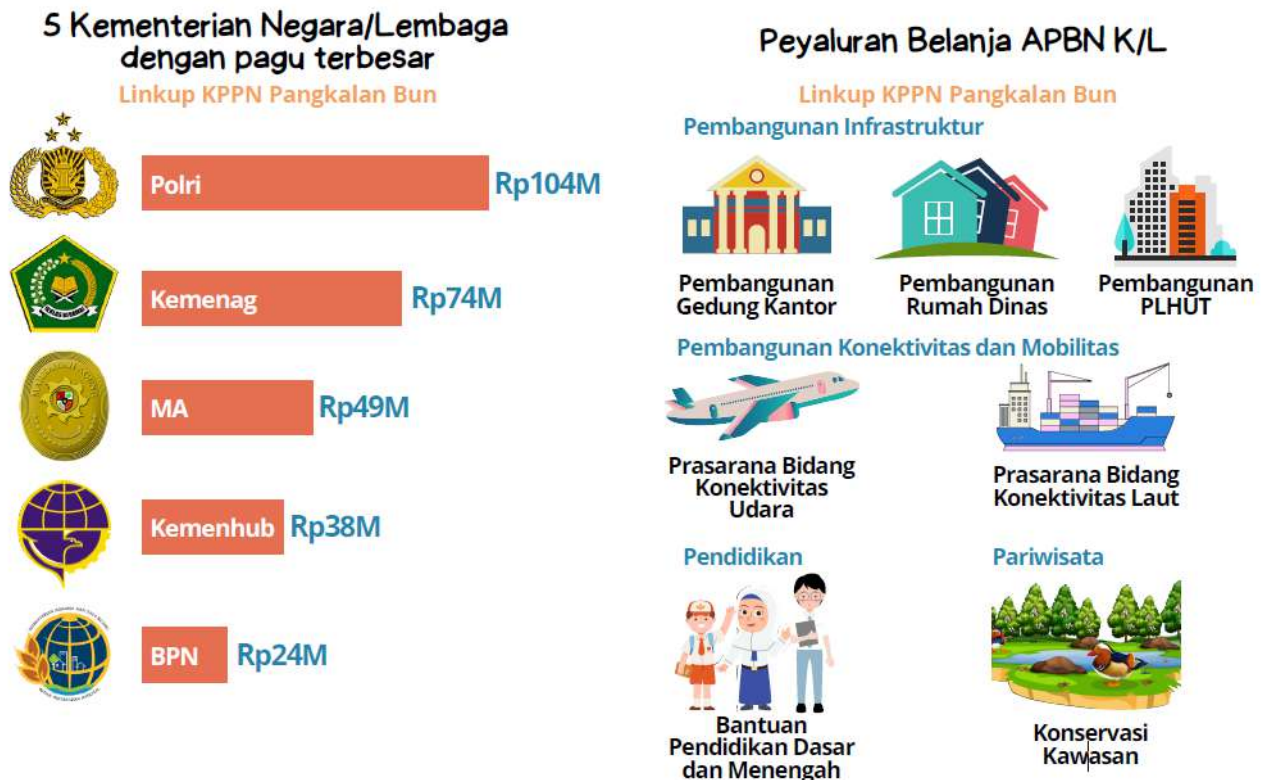 5 Kementerian Negara/Lembaga
dengan pagu terbesar
Linkup KPPN Pangkalan Bun
Polri
Rp104M
Kemenag
Rp74M
MA
Rp49M
Kemenhub
Rp38M
BPN
Rp24M
Peyaluran Belanja APBN K/L
Linkup KPPN Pangkalan Bun
Pembangunan Infrastruktur
Pembangunan
Gedung Kantor
Pembangunan
Rumah Dinas
Pembangunan
PLHUT
Pembangunan Konektivitas dan Mobilitas
Prasarana Bidang
Konektivitas
Udara
Prasarana Bidang
Konektivitas Laut
Pendidikan
Bantuan
Pendidikan Dasar
dan Menengah
Pariwisata
Konservasi
Kawasan